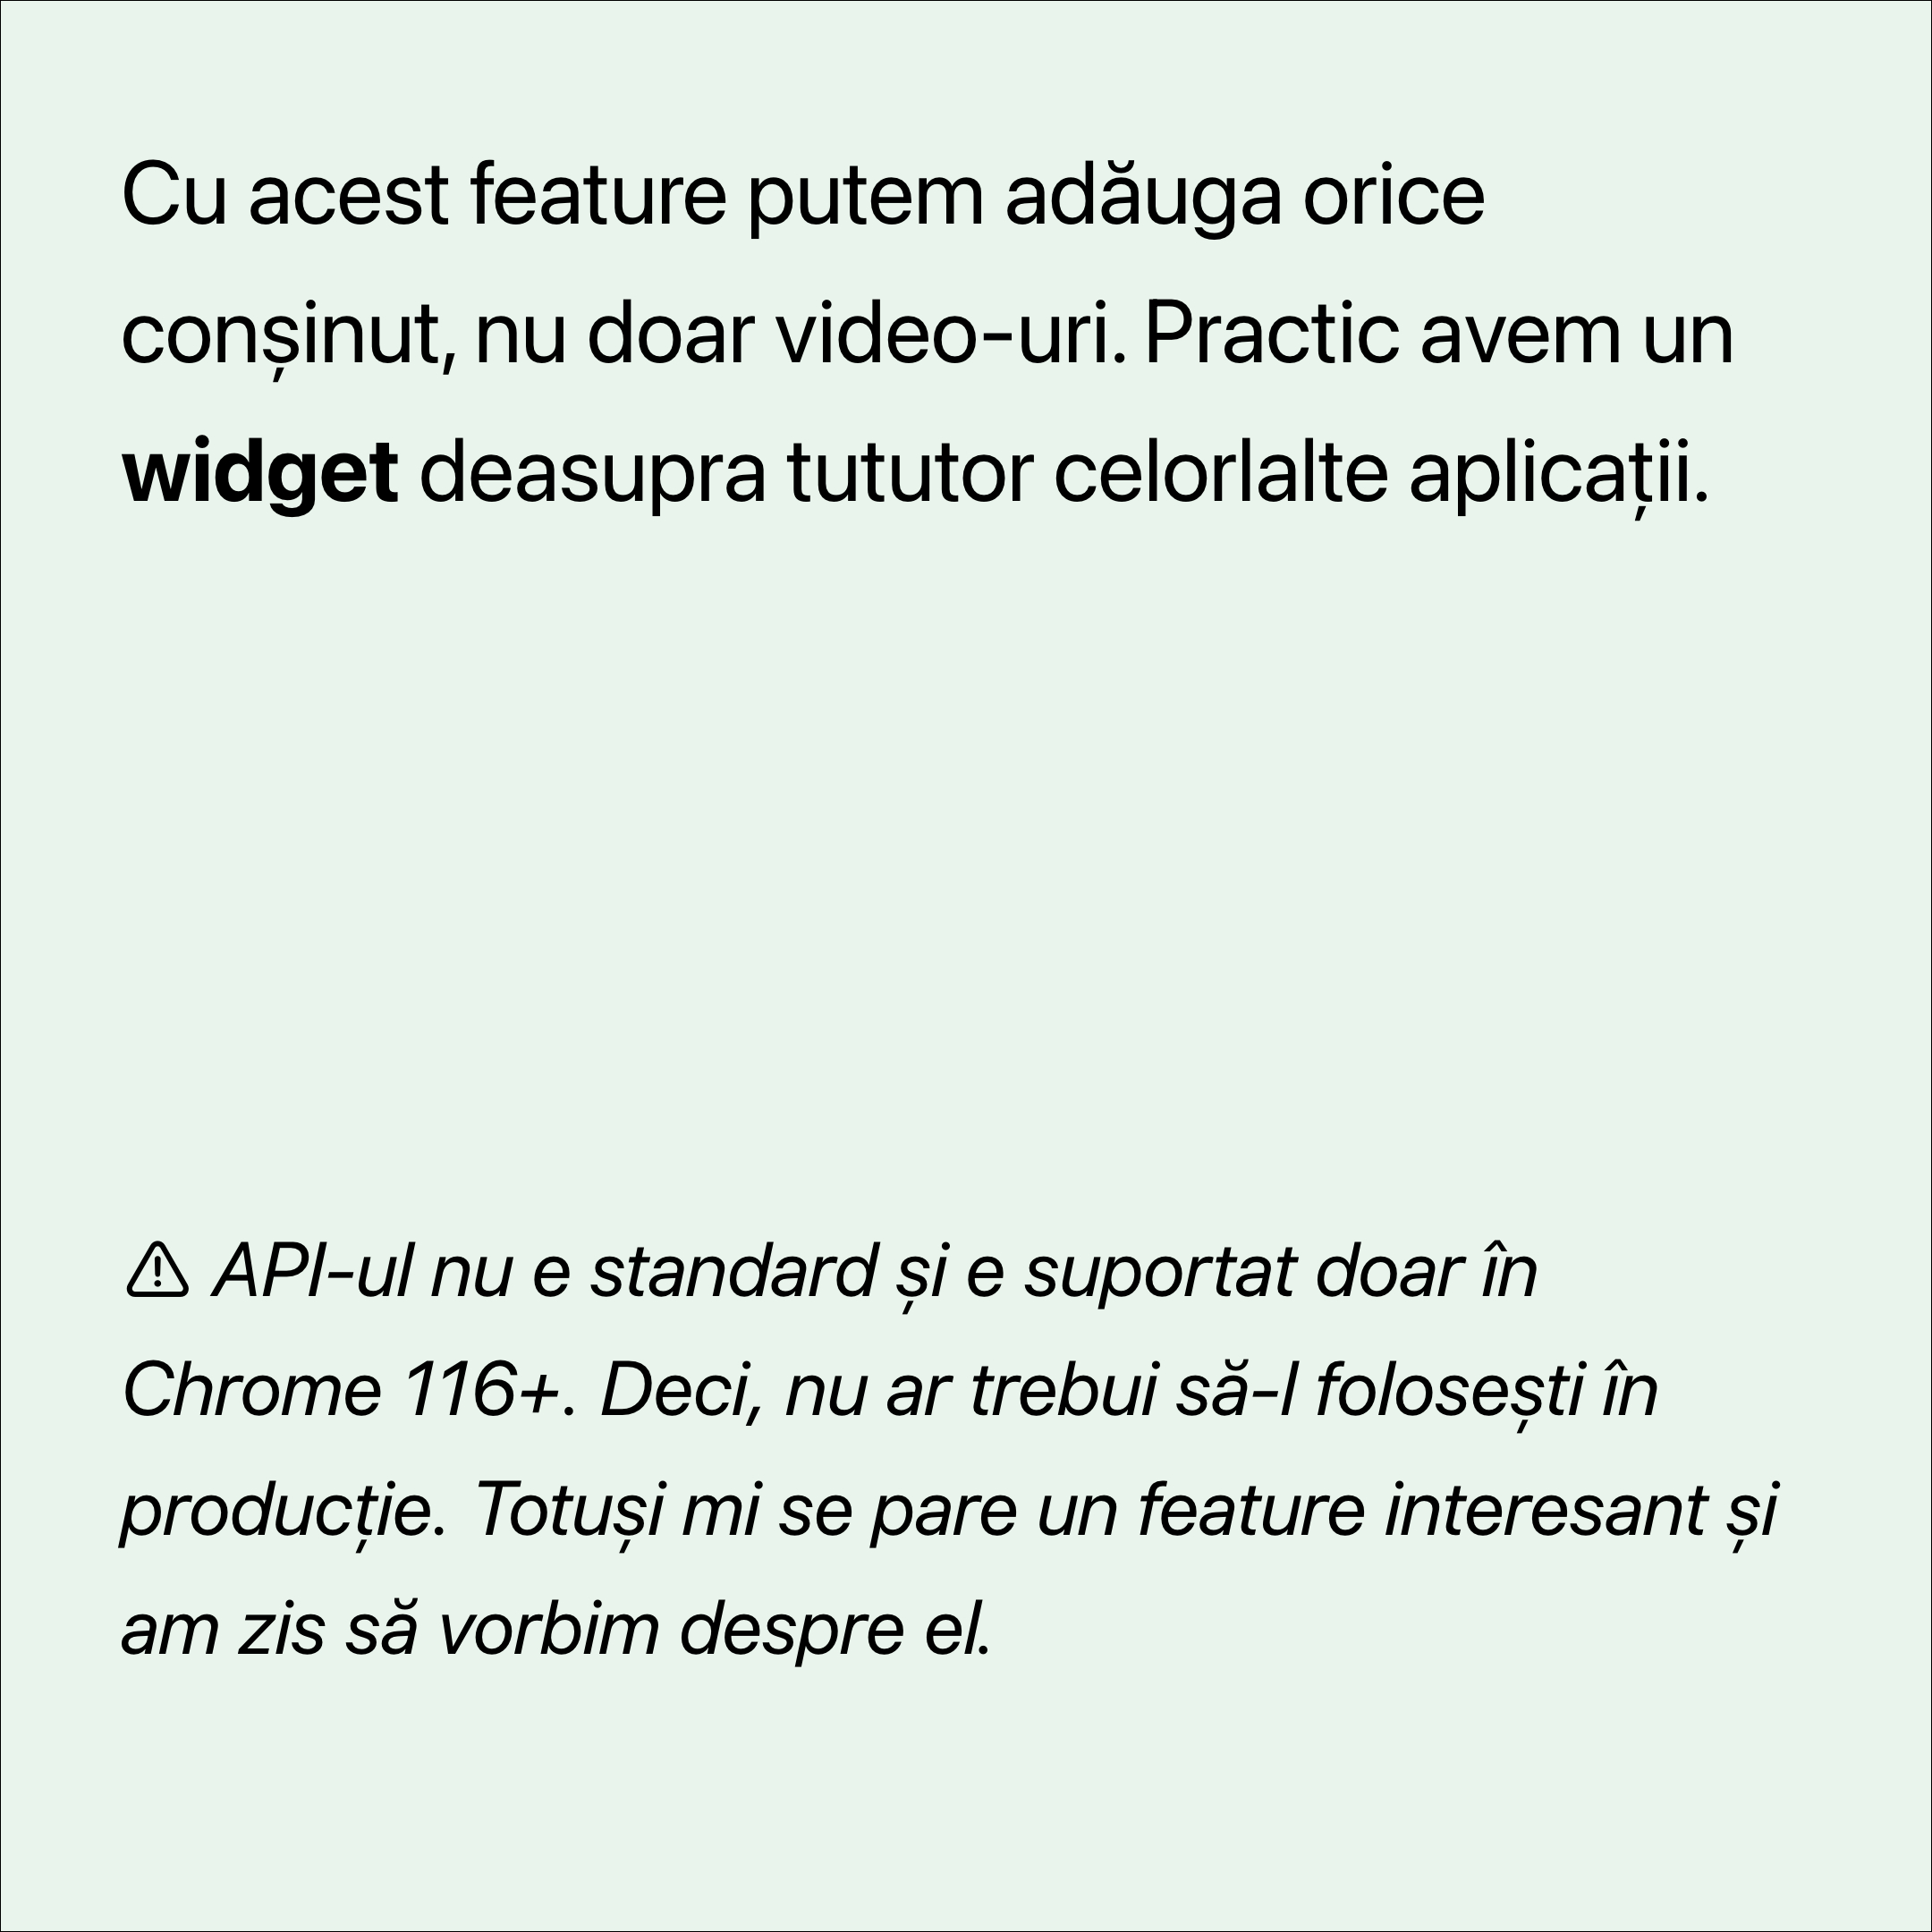 Cu acest feature putem adăuga orice
conșinut, nu doar video-uri. Practic avem un
widget deasupra tututor celorlalte aplicații.
⚠ API-ul nu e standard și e suportat doar în
Chrome 116+. Deci, nu ar trebui să-l folosești în
producție. Totuși mi se pare un feature interesant și
am zis să vorbim despre el.